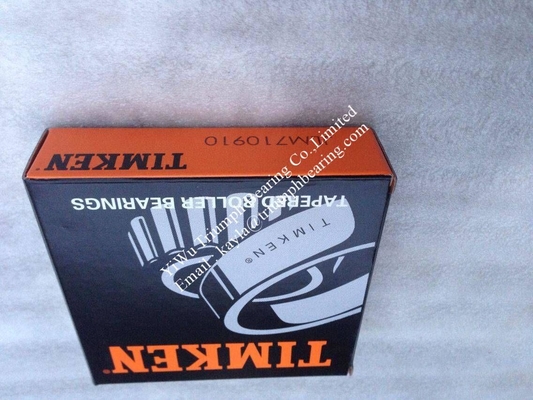 TIMKEN
M710910
TAPERED ROLLER BEARINGS
TIMKEN®
TIMKEN®
YiWu Triumph Bearing Co.,Limited
Email: kayla@triumphbearing.com